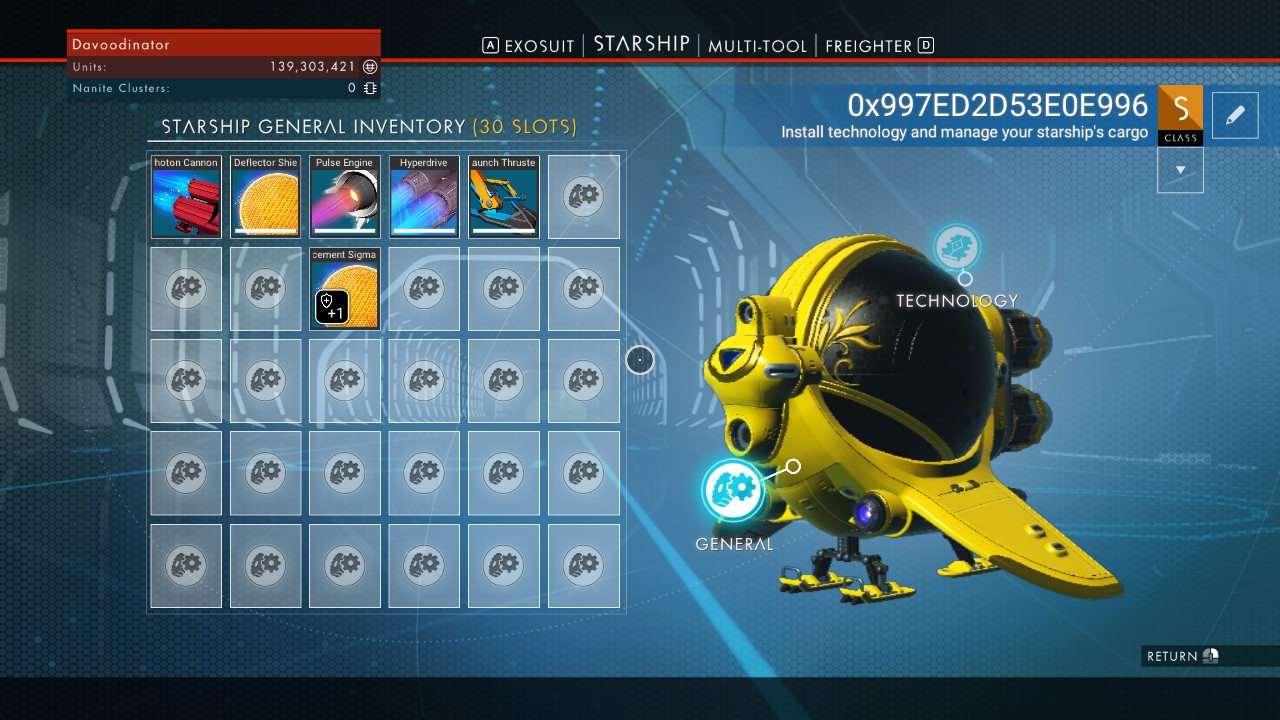 Davoodinator
Units: 139,303,421
Nanite Clusters: 0
A EXOSUIT STARSHIP MULTI-TOOL FREIGHTER D
0x997ED2D53E0E996
Install technology and manage your starship's cargo
S
CLASS
STARSHIP GENERAL INVENTORY (30 SLOTS)
hoton Cannon Deflector Shie Pulse Engine Hyperdrive aunch Thruste
cement Sigma
+1
TECHNOLOGY
GENERAL
RETURN